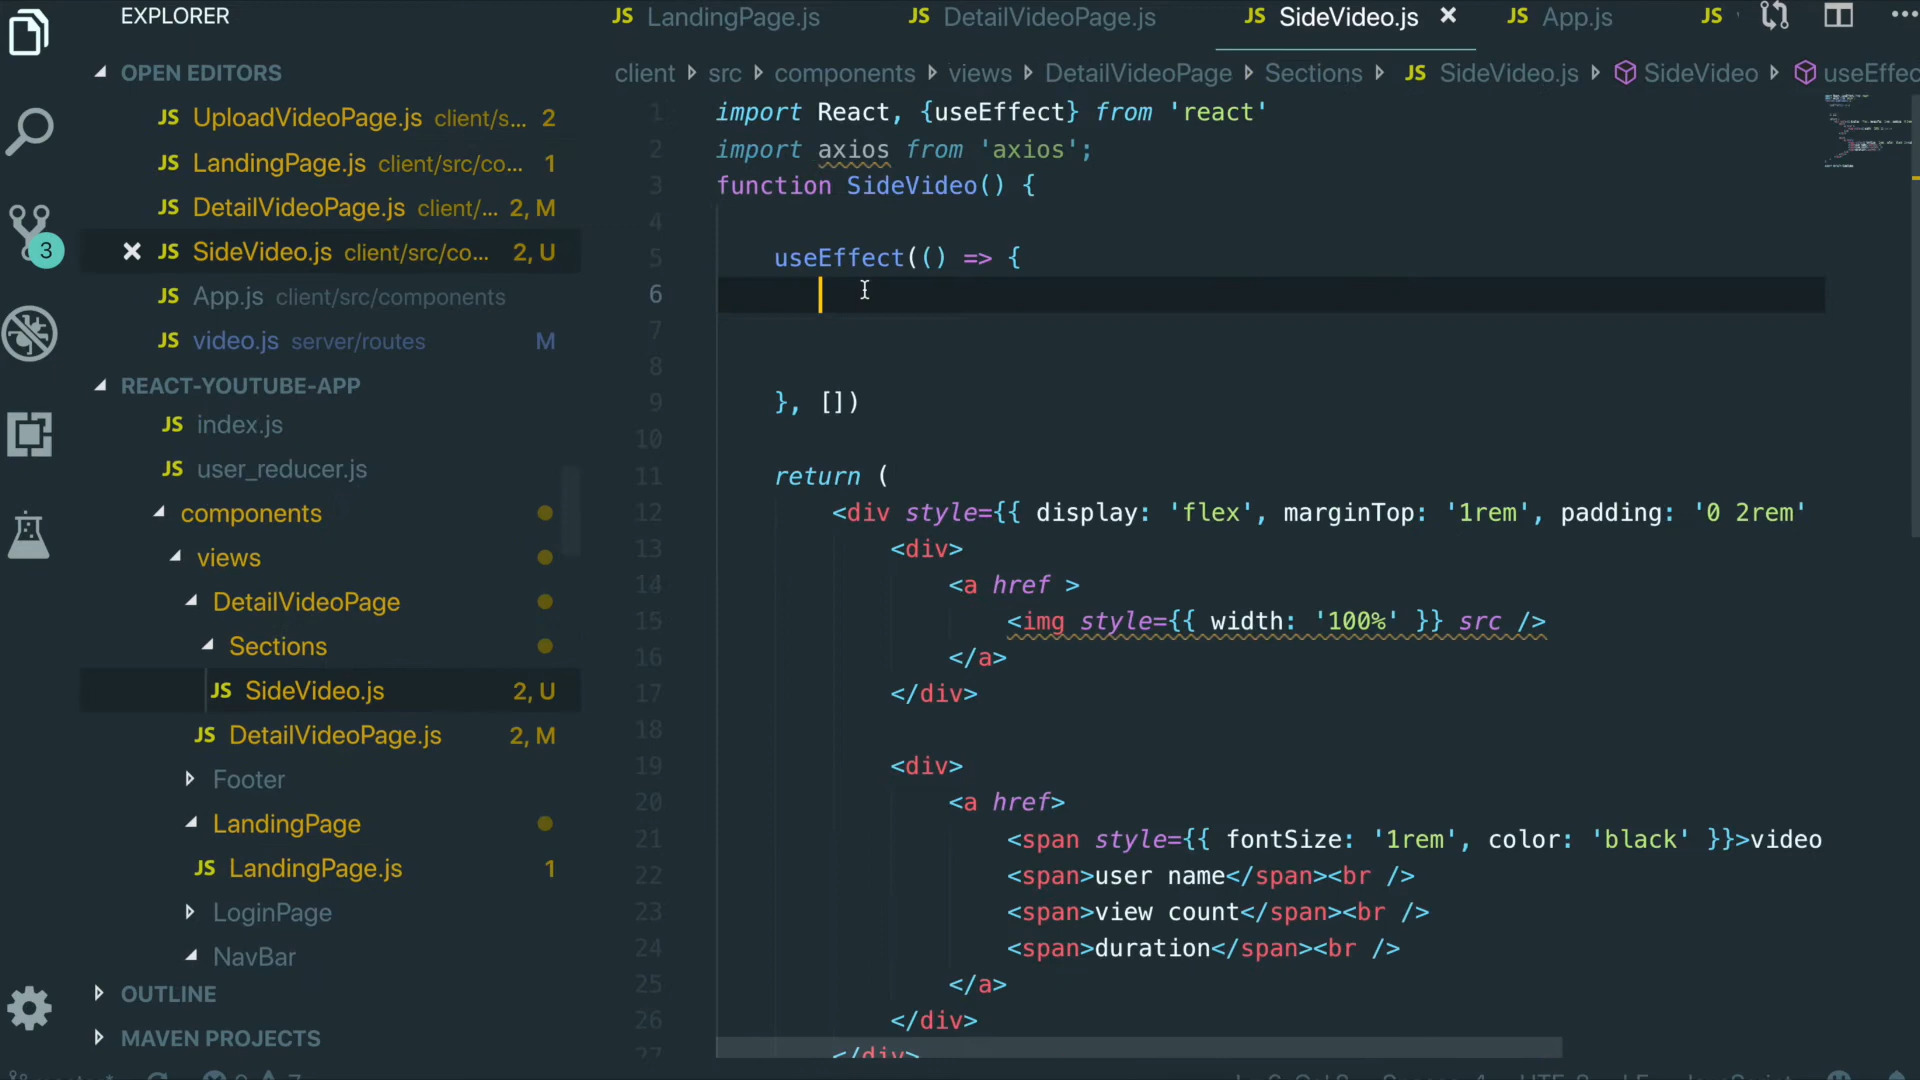 EXPLORER
OPEN EDITORS
JS UploadVideoPage.js client/s... 2
JS LandingPage.js client/src/co... 1
JS DetailVideoPage.js client/... 2, M
JS SideVideo.js client/src/co... 2, U
JS App.js client/src/components
JS video.js server/routes M
3
REACT-YOUTUBE-APP
JS index.js
JS user_reducer.js
components
views
DetailVideoPage
Sections
JS SideVideo.js 2, U
JS DetailVideoPage.js 2, M
Footer
LandingPage
JS LandingPage.js 1
LoginPage
NavBar
OUTLINE
MAVEN PROJECTS
JS LandingPage.js JS DetailVideoPage.js JS SideVideo.js JS App.js JS
client src components views DetailVideoPage Sections JS SideVideo.js SideVideo useEffec
1 import React, {useEffect} from 'react'
2 import axios from 'axios';
3 function SideVideo() {
4
5 useEffect(() => {
6
7
8
9 }, [])
10
11 return (
12 <div style={{ display: 'flex', marginTop: '1rem', padding: '0 2rem'
13 <div>
14 <a href >
15 <img style={{ width: '100%' }} src />
16 </a>
17 </div>
18
19 <div>
20 <a href>
21 <span style={{ fontSize: '1rem', color: 'black' }}>video
22 <span>user name</span><br />
23 <span>view count</span><br />
24 <span>duration</span><br />
25 </a>
26 </div>
27 </div>